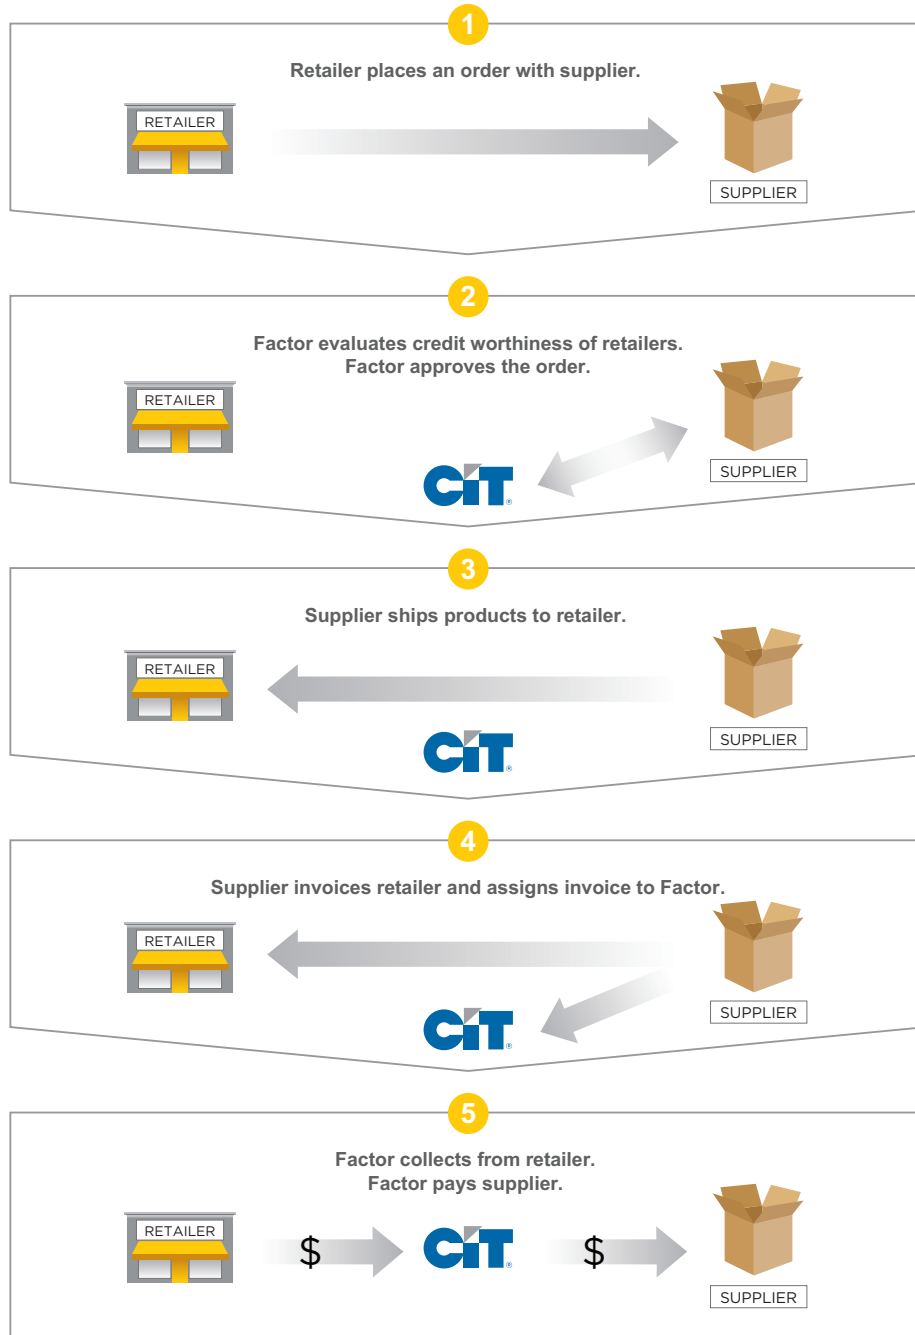 1
Retailer places an order with supplier.
RETAILER
SUPPLIER
2
Factor evaluates credit worthiness of retailers.
Factor approves the order.
RETAILER
CiT®
SUPPLIER
3
Supplier ships products to retailer.
RETAILER
CiT®
SUPPLIER
4
Supplier invoices retailer and assigns invoice to Factor.
RETAILER
CiT®
SUPPLIER
5
Factor collects from retailer.
Factor pays supplier.
RETAILER
$
CiT®
$
SUPPLIER